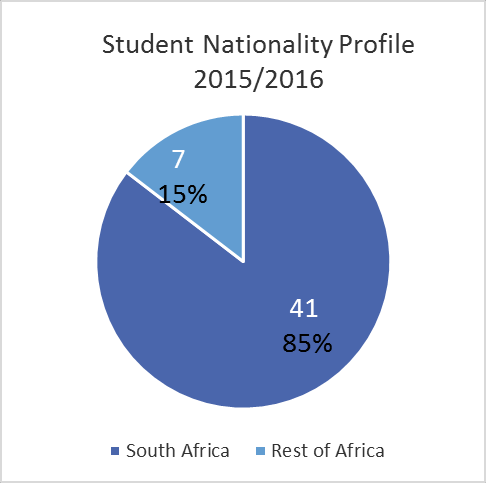 Student Nationality Profile
2015/2016
7
15%
41
85%
South Africa
Rest of Africa